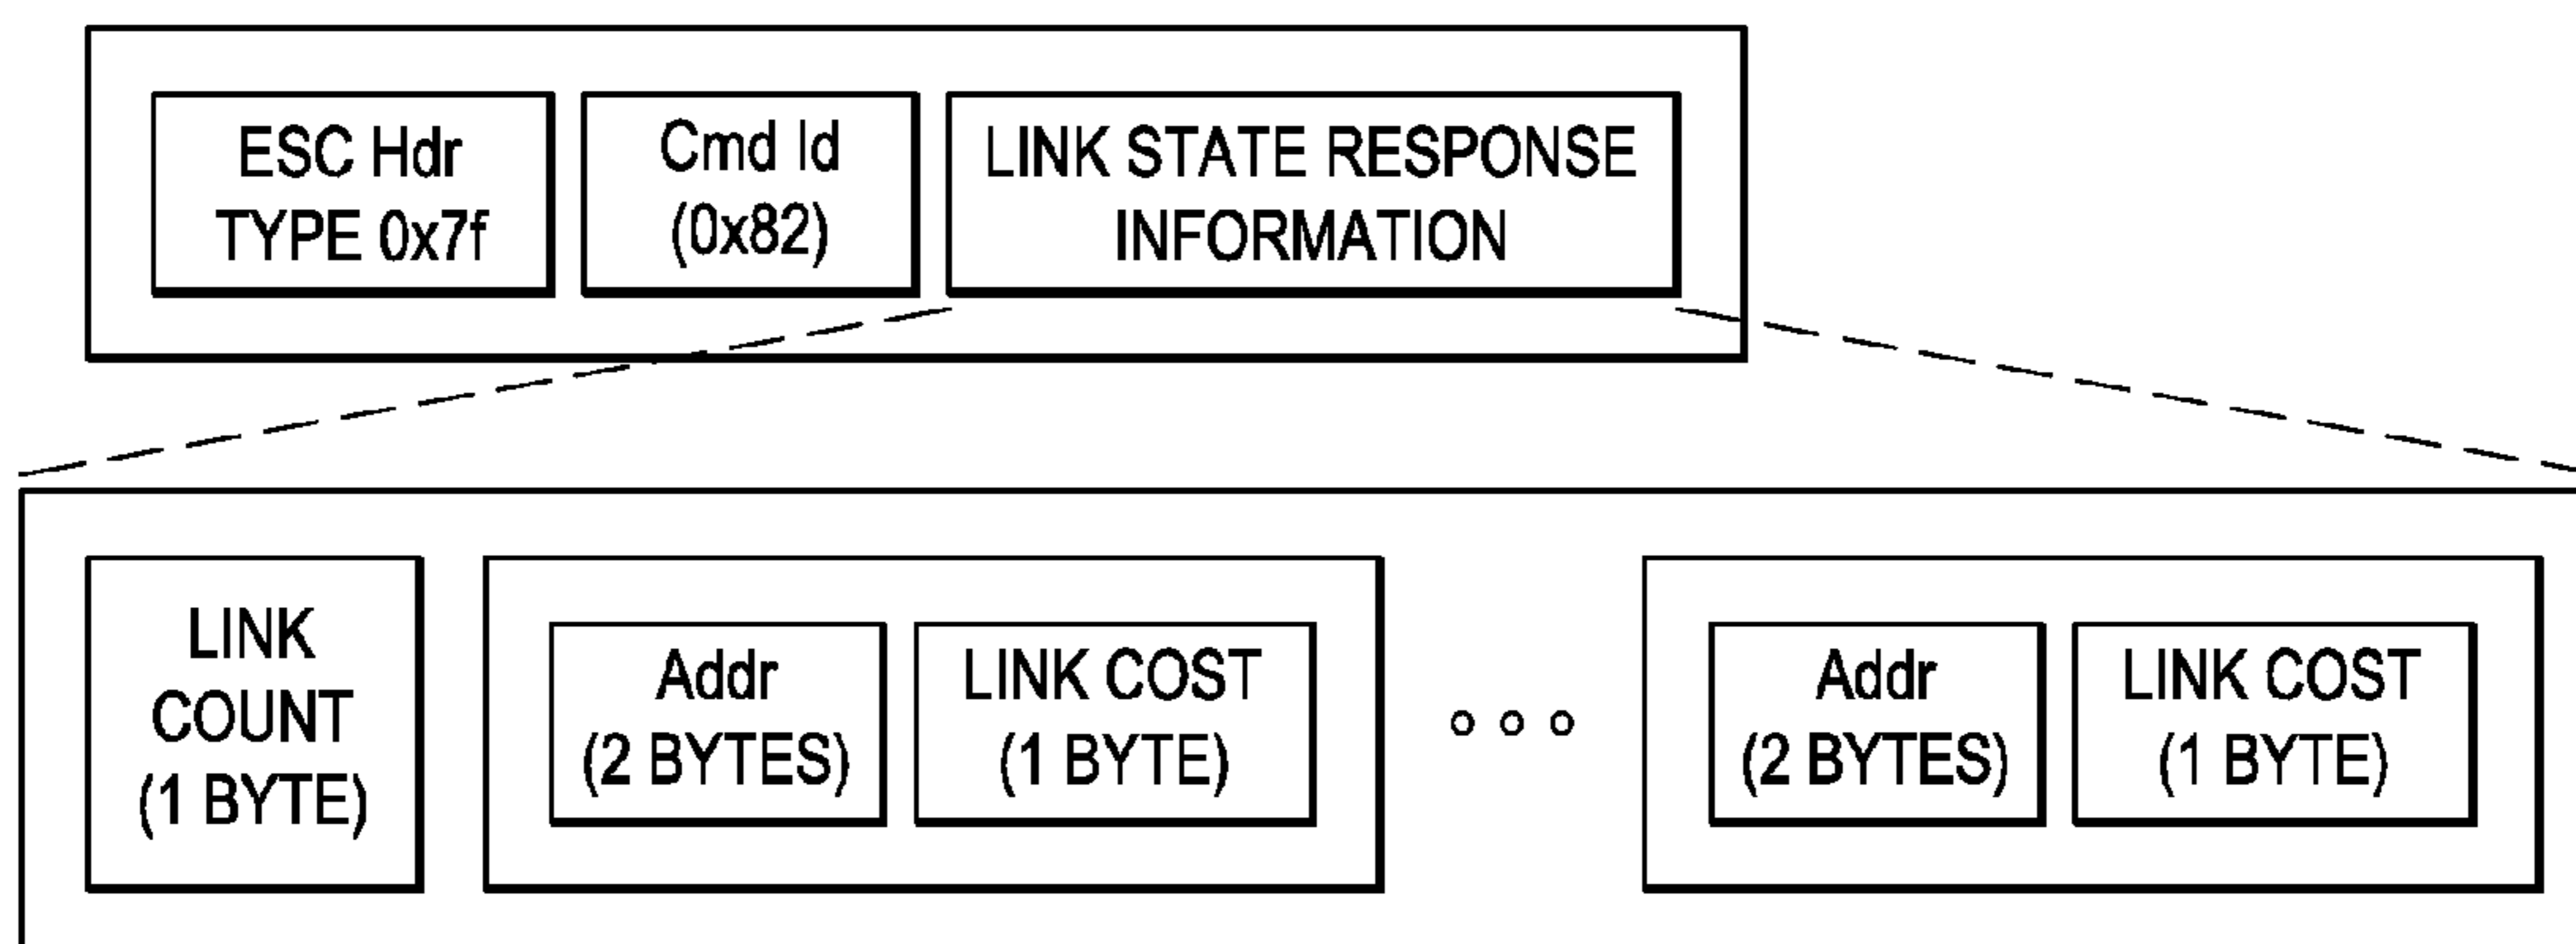 ESC Hdr
TYPE 0x7f
Cmd Id
(0x82)
LINK STATE RESPONSE
INFORMATION
LINK
COUNT
(1 BYTE)
Addr
(2 BYTES)
LINK COST
(1 BYTE)
Addr
(2 BYTES)
LINK COST
(1 BYTE)